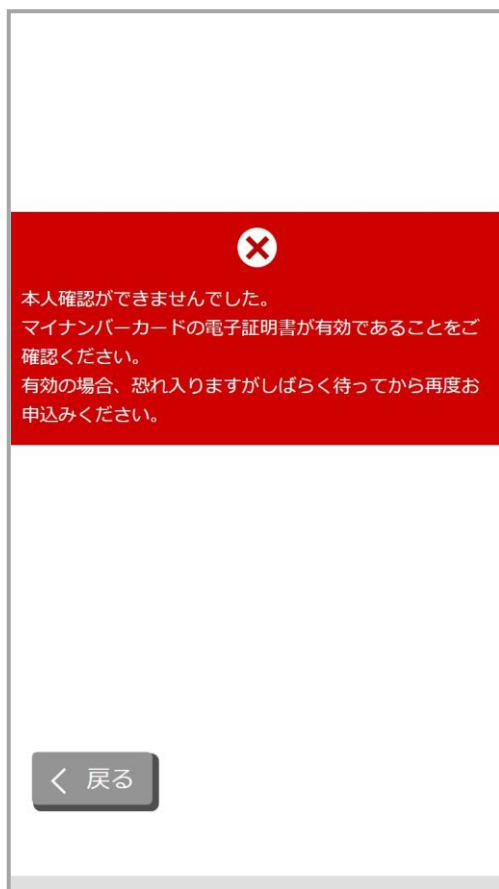 本人確認ができませんでした。
マイナンバーカードの電子証明書が有効であることをご
確認ください。
有効の場合、恐れ入りますがしばらく待ってから再度お
申込みください。
戻る